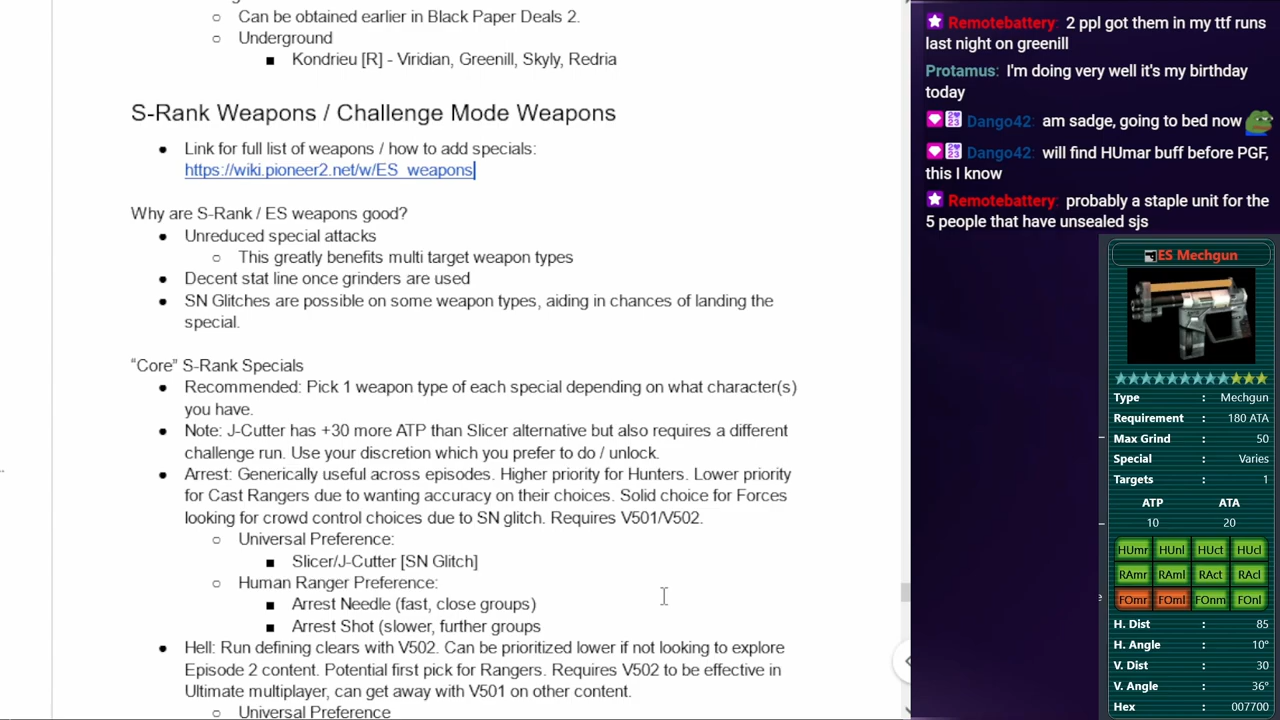 Can be obtained earlier in Black Paper Deals 2.
Underground
Kondrieu [R] - Viridian, Greenill, Skyly, Redria
S-Rank Weapons / Challenge Mode Weapons
Link for full list of weapons / how to add specials:
https://wiki.pioneer2.net/w/ES_weapons
Why are S-Rank / ES weapons good?
Unreduced special attacks
This greatly benefits multi target weapon types
Decent stat line once grinders are used
SN Glitches are possible on some weapon types, aiding in chances of landing the
special.
“Core” S-Rank Specials
Recommended: Pick 1 weapon type of each special depending on what character(s)
you have.
Note: J-Cutter has +30 more ATP than Slicer alternative but also requires a different
challenge run. Use your discretion which you prefer to do / unlock.
Arrest: Generically useful across episodes. Higher priority for Hunters. Lower priority
for Cast Rangers due to wanting accuracy on their choices. Solid choice for Forces
looking for crowd control choices due to SN glitch. Requires V501/V502.
Universal Preference:
Slicer/J-Cutter [SN Glitch]
Human Ranger Preference:
Arrest Needle (fast, close groups)
Arrest Shot (slower, further groups
Hell: Run defining clears with V502. Can be prioritized lower if not looking to explore
Episode 2 content. Potential first pick for Rangers. Requires V502 to be effective in
Ultimate multiplayer, can get away with V501 on other content.
Universal Preference
Remotebattery: 2 ppl got them in my ttf runs
last night on greenill
Protamus: I'm doing very well it's my birthday
today
Dango42: am sadge, going to bed now
Dango42: will find HUmar buff before PGF,
this I know
Remotebattery: probably a staple unit for the
5 people that have unsealed sjs
ES Mechgun
Type : Mechgun
Requirement : 180 ATA
Max Grind : 50
Special : Varies
Targets : 1
ATP ATA
10 20
HUmr HUnl HUct HUcl
RAmr RAml RAct RAcl
FOmr FOml FOnm FOnl
H. Dist : 85
H. Angle : 10°
V. Dist : 30
V. Angle : 36°
Hex : 007700